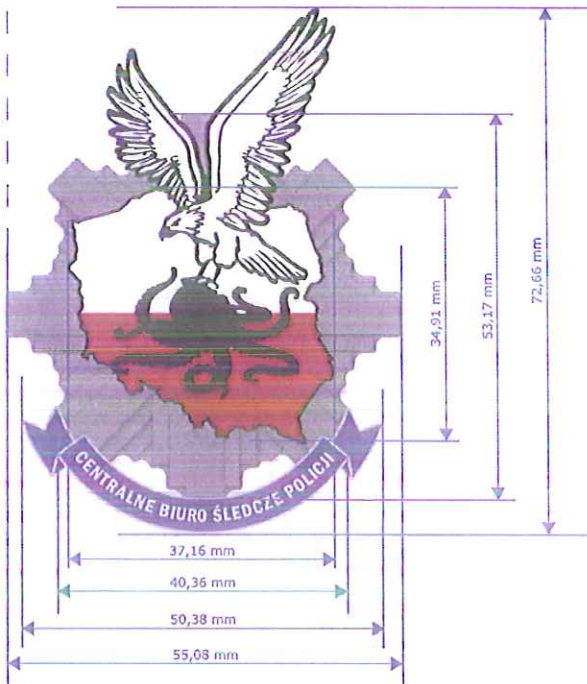 34,91 mm
53,17 mm
72,66 mm
CENTRALNE BIURO ŚLEDCZE POLICJI
37,16 mm
40,36 mm
50,38 mm
55,08 mm